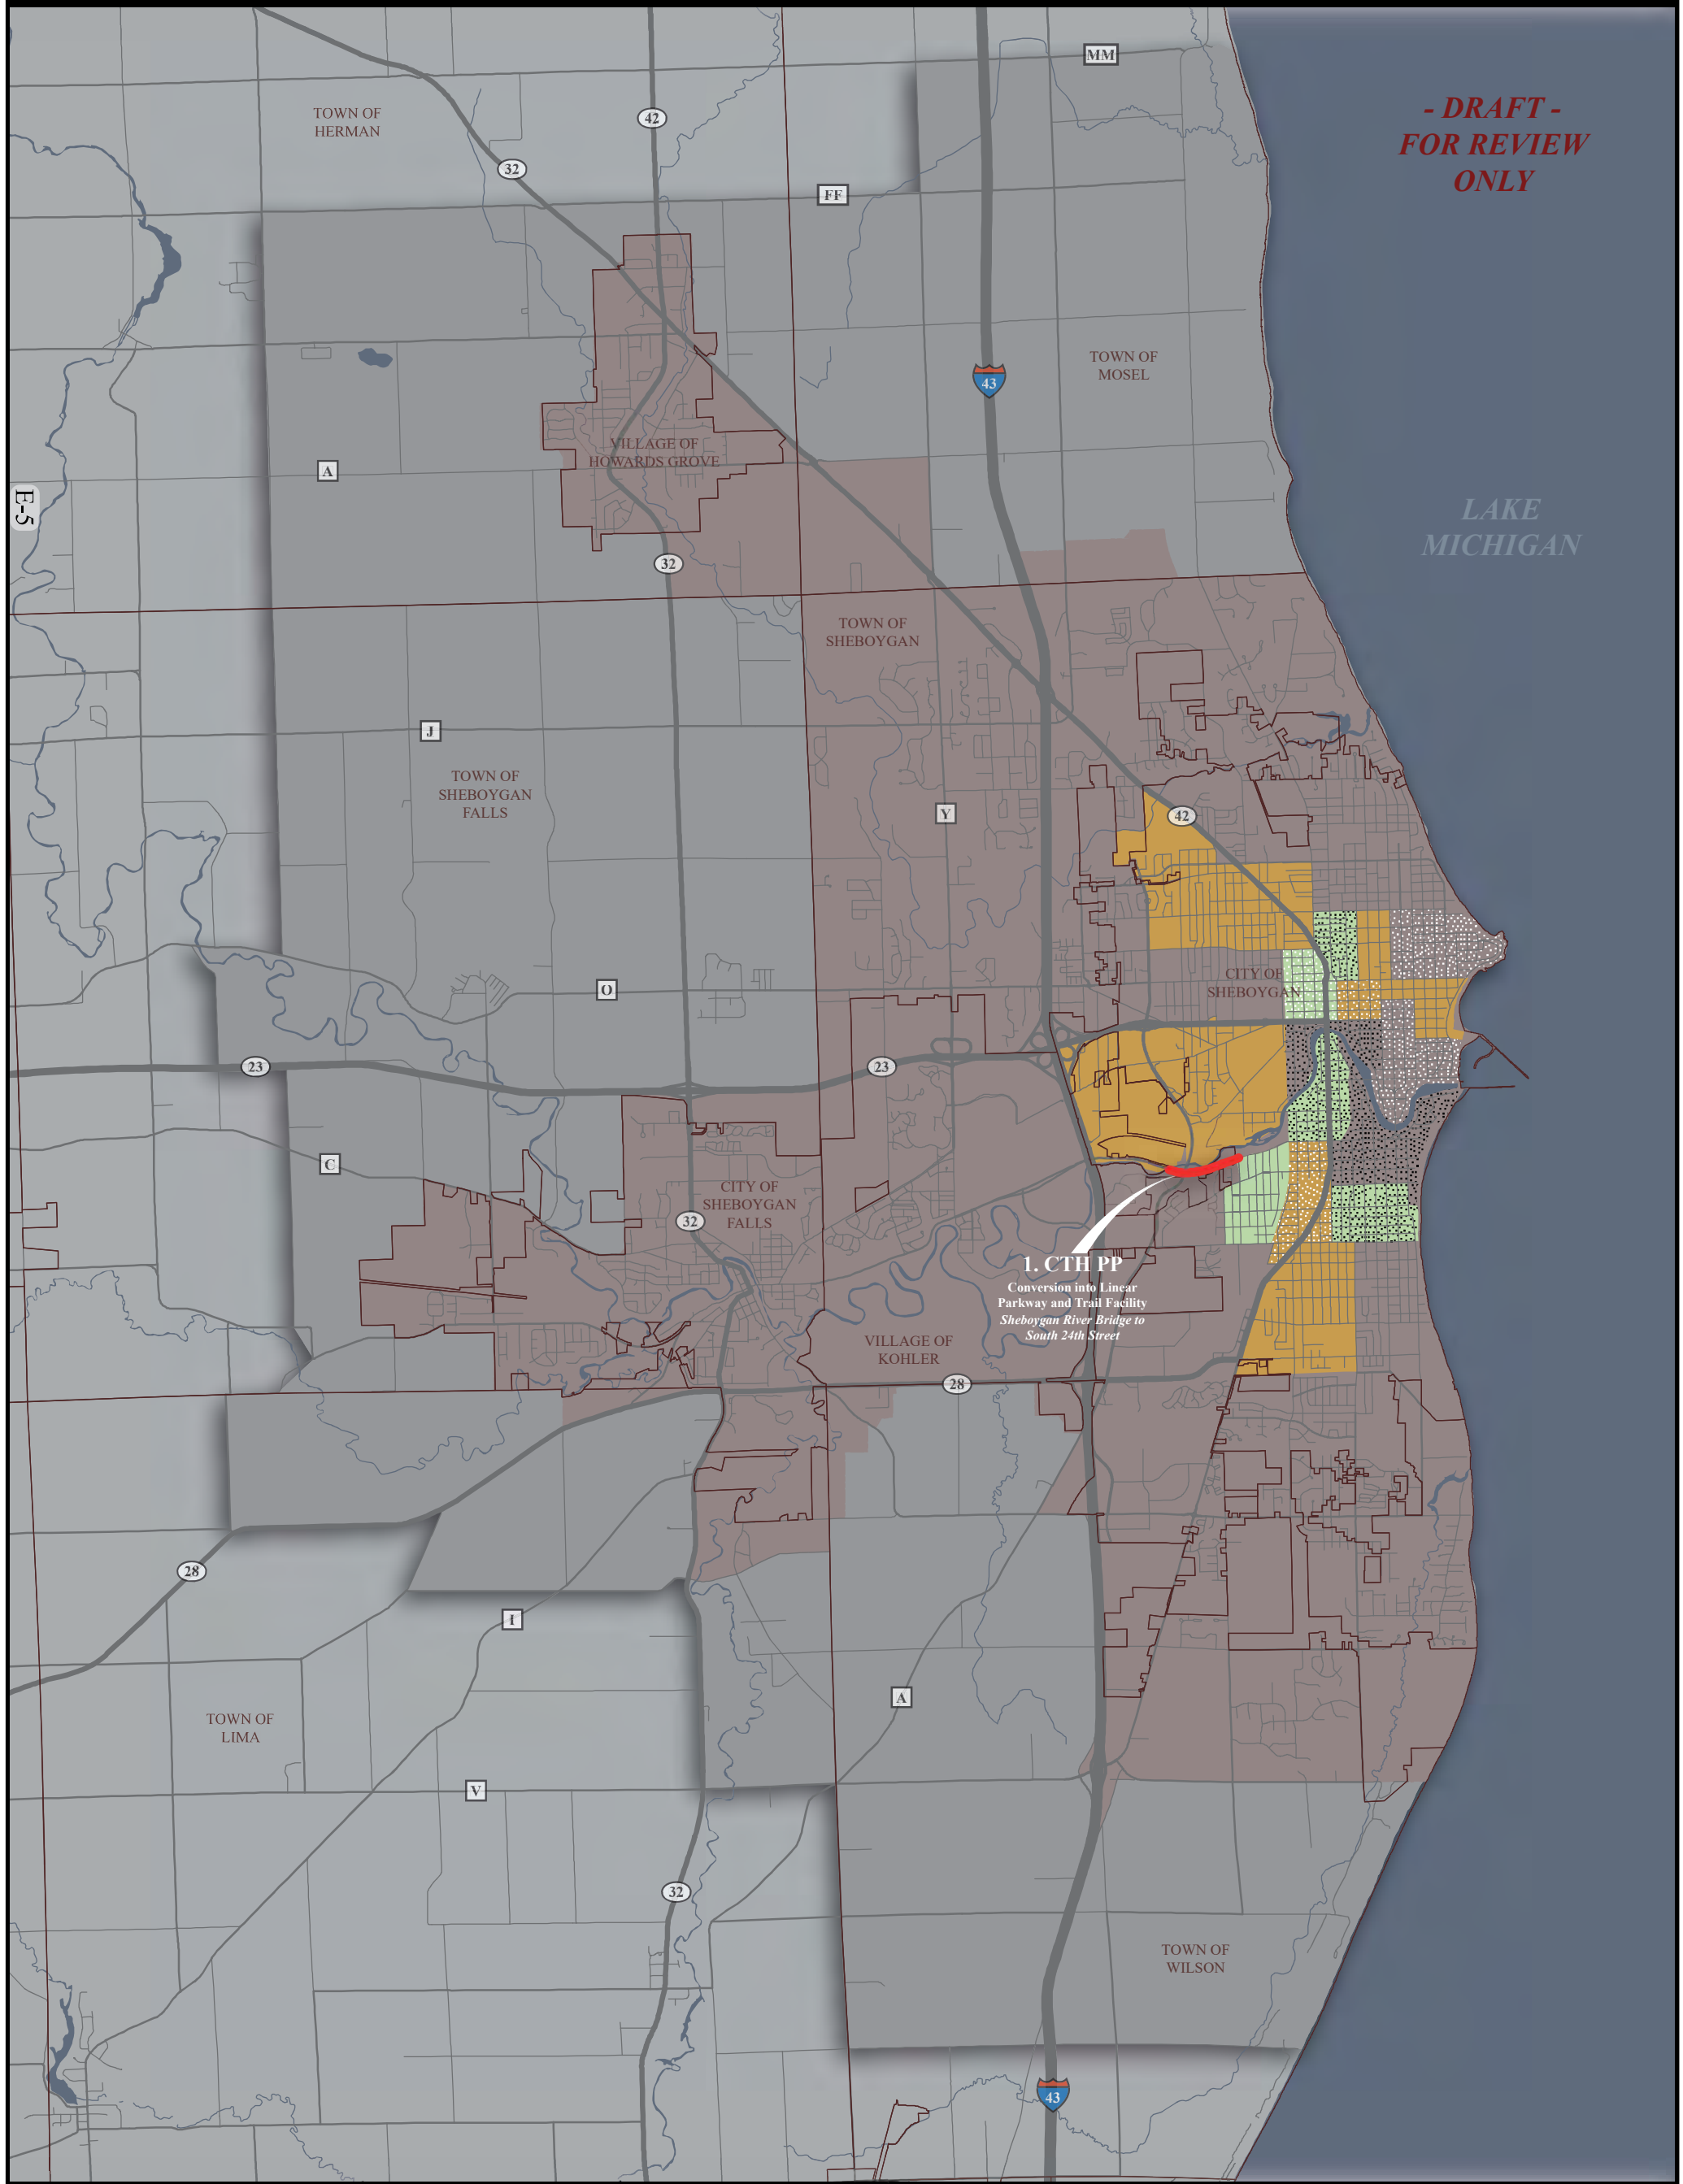 MM
- DRAFT -
FOR REVIEW
ONLY
TOWN OF
HERMAN
42
32
FF
TOWN OF
MOSEL
43
VILLAGE OF
HOWARDS GROVE
A
E-5
LAKE
MICHIGAN
32
TOWN OF
SHEBOYGAN
J
TOWN OF
SHEBOYGAN
FALLS
Y
42
CITY OF
SHEBOYGAN
O
23
23
C
CITY OF
SHEBOYGAN
FALLS
32
1. CTH PP
Conversion into Linear
Parkway and Trail Facility
Sheboygan River Bridge to
South 24th Street
VILLAGE OF
KOHLER
28
28
I
A
TOWN OF
LIMA
V
32
TOWN OF
WILSON
43